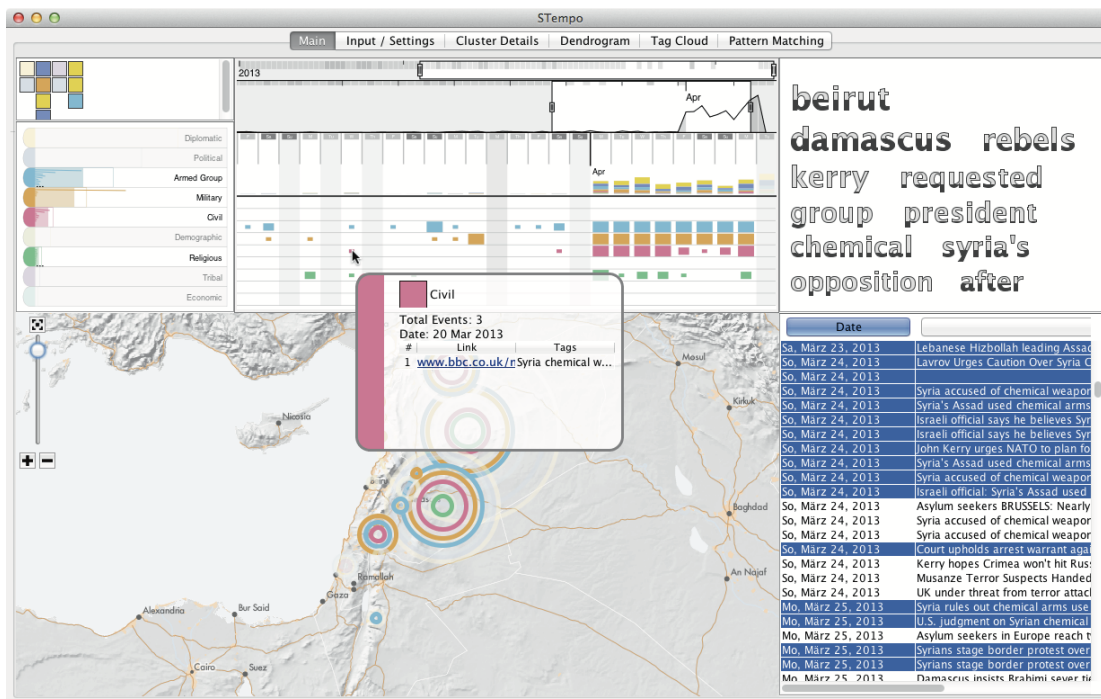 STempo
Main Input / Settings Cluster Details Dendrogram Tag Cloud Pattern Matching
2013
Apr
Apr
Diplomatic
Political
Armed Group
Military
Civil
Demographic
Religious
Tribal
Economic
beirut
damascus rebels
kerry requested
group president
chemical syria's
opposition after
Civil
Total Events: 3
Date: 20 Mar 2013
# Link Tags
1 www.bbc.co.uk/n Syria chemical w...
Mosul
Kirkuk
Nicosia
Baghdad
An Najaf
Ramallah
Gaza
Bur Said
Alexandria
Cairo
Suez
Date
Sa, März 23, 2013 Lebanese Hizbollah leading Assad
So, März 24, 2013 Lavrov Urges Caution Over Syria C
So, März 24, 2013
So, März 24, 2013 Syria accused of chemical weapor
So, März 24, 2013 Syria's Assad used chemical arms
So, März 24, 2013 Israeli official says he believes Syr
So, März 24, 2013 Israeli official says he believes Syr
So, März 24, 2013 John Kerry urges NATO to plan fo
So, März 24, 2013 Syria's Assad used chemical arms
So, März 24, 2013 Syria accused of chemical weapor
So, März 24, 2013 Israeli official: Syria's Assad used
So, März 24, 2013 Asylum seekers BRUSSELS: Nearly
So, März 24, 2013 Syria accused of chemical weapor
So, März 24, 2013 Syria accused of chemical weapor
So, März 24, 2013 Court upholds arrest warrant agai
So, März 24, 2013 Kerry hopes Crimea won't hit Russ
So, März 24, 2013 Musanze Terror Suspects Handed
So, März 24, 2013 UK under threat from terror attacl
Mo, März 25, 2013 Syria rules out chemical arms use
Mo, März 25, 2013 U.S. judgment on Syrian chemical
Mo, März 25, 2013 Asylum seekers in Europe reach t
Mo, März 25, 2013 Syrians stage border protest over
Mo, März 25, 2013 Syrians stage border protest over
Mo, März 25, 2013 Damascus insists Brahimi sever tie